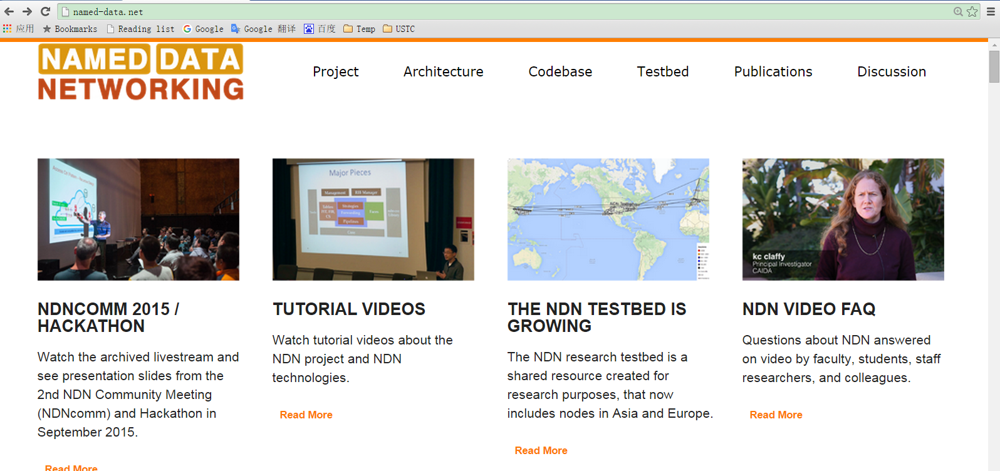 named-data.net
应用 Bookmarks Reading list Google Google 翻译 百度 Temp USTC
NAMED DATA
NETWORKING
Project Architecture Codebase Testbed Publications Discussion
Major Pieces
Management RIB Manager
Tables Strategies
Forwarding Faces
Pipelines
Core
NDN Testbed
kc claffy
Principal Investigator
CAIDA
NDNCOMM 2015 /
HACKATHON
Watch the archived livestream and
see presentation slides from the
2nd NDN Community Meeting
(NDNcomm) and Hackathon in
September 2015.
Read More
TUTORIAL VIDEOS
Watch tutorial videos about the
NDN project and NDN
technologies.
Read More
THE NDN TESTBED IS
GROWING
The NDN research testbed is a
shared resource created for
research purposes, that now
includes nodes in Asia and Europe.
Read More
NDN VIDEO FAQ
Questions about NDN answered
on video by faculty, students, staff
researchers, and colleagues.
Read More